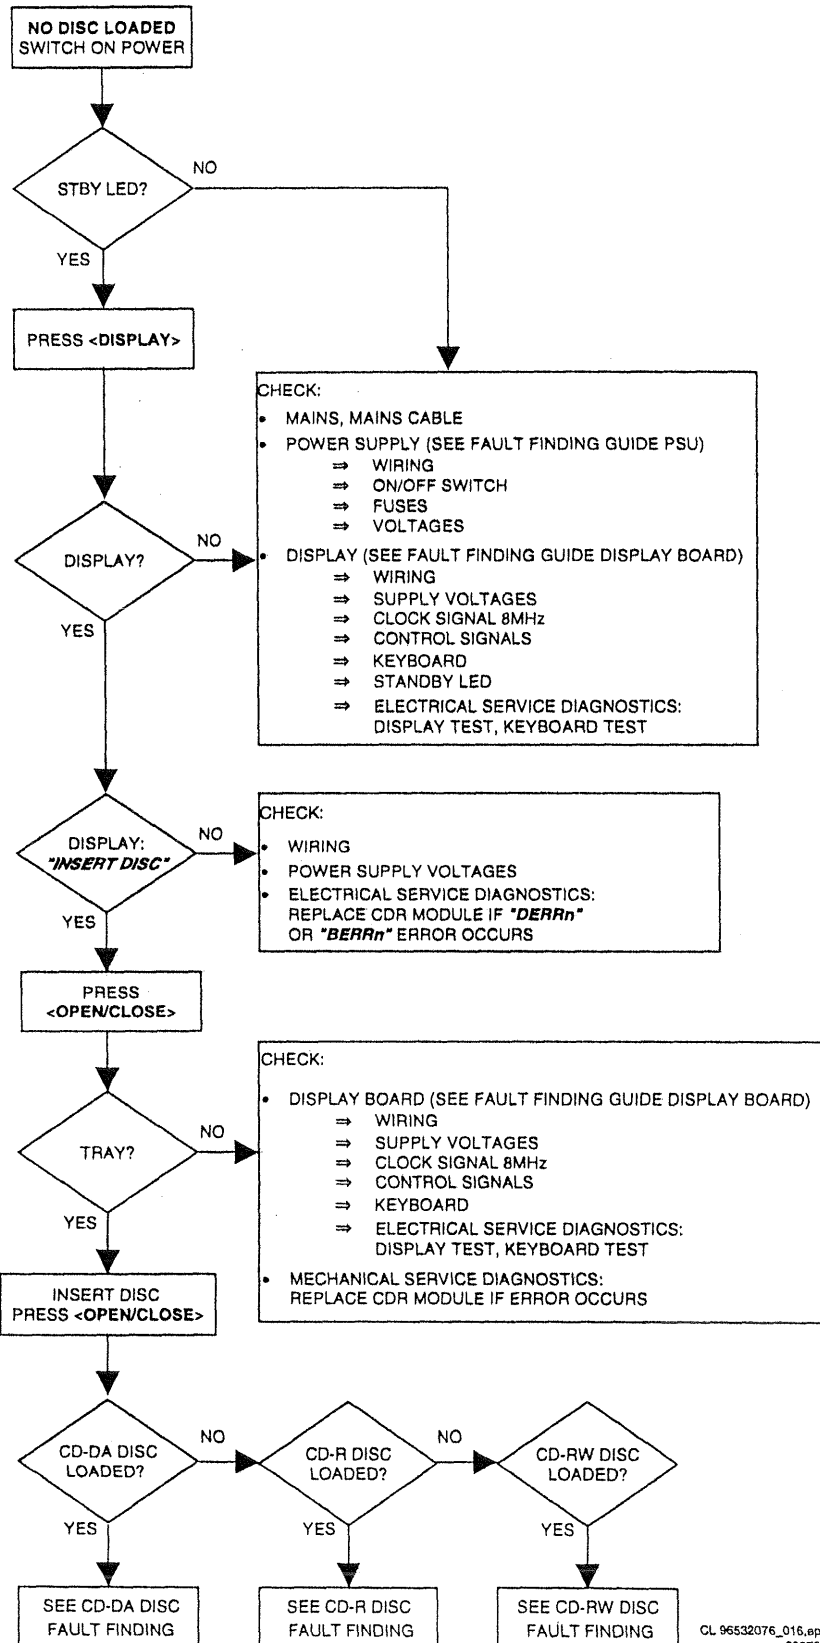 NO DISC LOADED
SWITCH ON POWER
STBY LED?
NO
YES
PRESS <DISPLAY>
CHECK:
• MAINS, MAINS CABLE
• POWER SUPPLY (SEE FAULT FINDING GUIDE PSU)
⇒ WIRING
⇒ ON/OFF SWITCH
⇒ FUSES
⇒ VOLTAGES
• DISPLAY (SEE FAULT FINDING GUIDE DISPLAY BOARD)
⇒ WIRING
⇒ SUPPLY VOLTAGES
⇒ CLOCK SIGNAL 8MHz
⇒ CONTROL SIGNALS
⇒ KEYBOARD
⇒ STANDBY LED
⇒ ELECTRICAL SERVICE DIAGNOSTICS:
DISPLAY TEST, KEYBOARD TEST
DISPLAY?
NO
YES
DISPLAY:
"INSERT DISC"
NO
YES
CHECK:
• WIRING
• POWER SUPPLY VOLTAGES
• ELECTRICAL SERVICE DIAGNOSTICS:
REPLACE CDR MODULE IF "DERRn"
OR "BERRn" ERROR OCCURS
PRESS
<OPEN/CLOSE>
TRAY?
NO
YES
CHECK:
• DISPLAY BOARD (SEE FAULT FINDING GUIDE DISPLAY BOARD)
⇒ WIRING
⇒ SUPPLY VOLTAGES
⇒ CLOCK SIGNAL 8MHz
⇒ CONTROL SIGNALS
⇒ KEYBOARD
⇒ ELECTRICAL SERVICE DIAGNOSTICS:
DISPLAY TEST, KEYBOARD TEST
• MECHANICAL SERVICE DIAGNOSTICS:
REPLACE CDR MODULE IF ERROR OCCURS
INSERT DISC
PRESS <OPEN/CLOSE>
CD-DA DISC
LOADED?
NO
CD-R DISC
LOADED?
NO
CD-RW DISC
LOADED?
YES
YES
YES
SEE CD-DA DISC
FAULT FINDING
SEE CD-R DISC
FAULT FINDING
SEE CD-RW DISC
FAULT FINDING
CL 96532076_016.ep